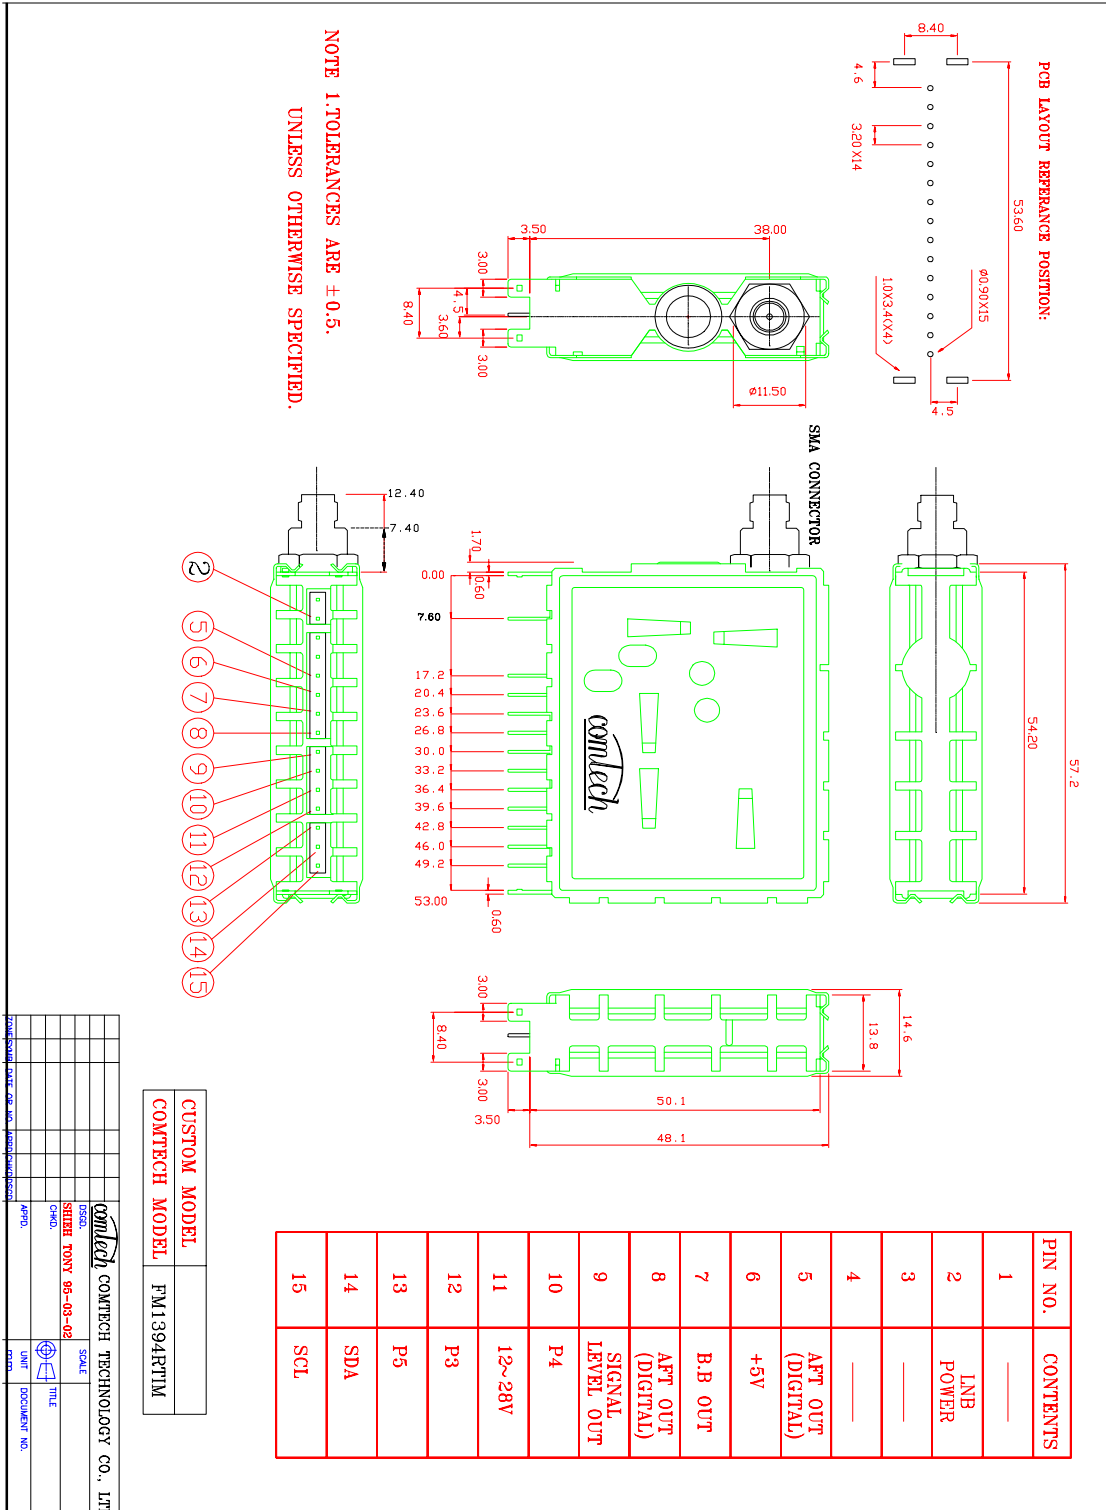 PCB LAYOUT REFERANCE POSITION:
8.40
4.6
3.20X14
53.60
Ø0.90X15
1.0X3.4(X4)
4.5
NOTE 1.TOLERANCES ARE ±0.5.
UNLESS OTHERWISE SPECIFIED.
3.50
38.00
3.00
4.5
8.40
3.60
3.00
Ø11.50
SMA CONNECTOR
12.40
7.40
1.70
0.00
0.60
7.60
17.2
20.4
23.6
26.8
30.0
33.2
36.4
39.6
42.8
46.0
49.2
53.00
0.60
54.20
57.2
comtech
2
5
6
7
8
9
10
11
12
13
14
15
3.00
8.40
3.00
3.50
14.6
13.8
50.1
48.1
PIN NO. CONTENTS
1 —
2 LNB POWER
3 —
4 —
5 AFT OUT (DIGITAL)
6 +5V
7 B.B OUT
8 AFT OUT (DIGITAL)
9 SIGNAL LEVEL OUT
10 P4
11 12~28V
12 P3
13 P5
14 SDA
15 SCL
CUSTOM MODEL
COMTECH MODEL FM1394RTIM
comtech COMTECH TECHNOLOGY CO., LT
DSGD.
SHIEH TONY 95-03-02
CHKD.
APPD.
SCALE
UNIT
TITLE
DOCUMENT NO.